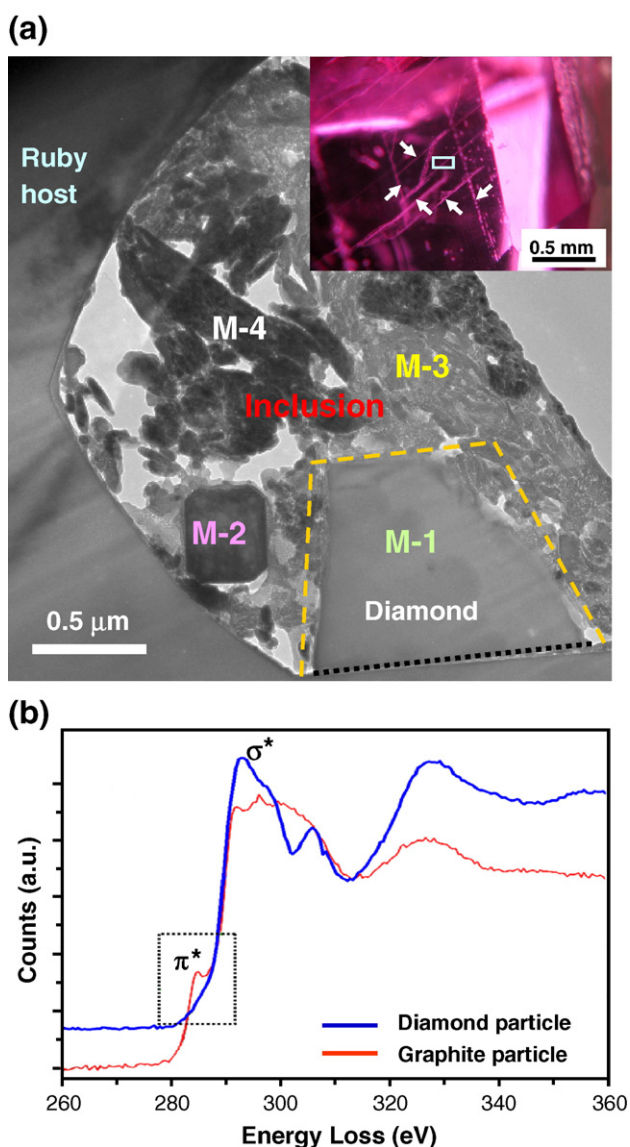 (a)
Ruby
host
0.5 mm
M-4
M-3
Inclusion
M-2
M-1
Diamond
0.5 μm
(b)
σ*
π*
Counts (a.u.)
Diamond particle
Graphite particle
260 280 300 320 340 360
Energy Loss (eV)